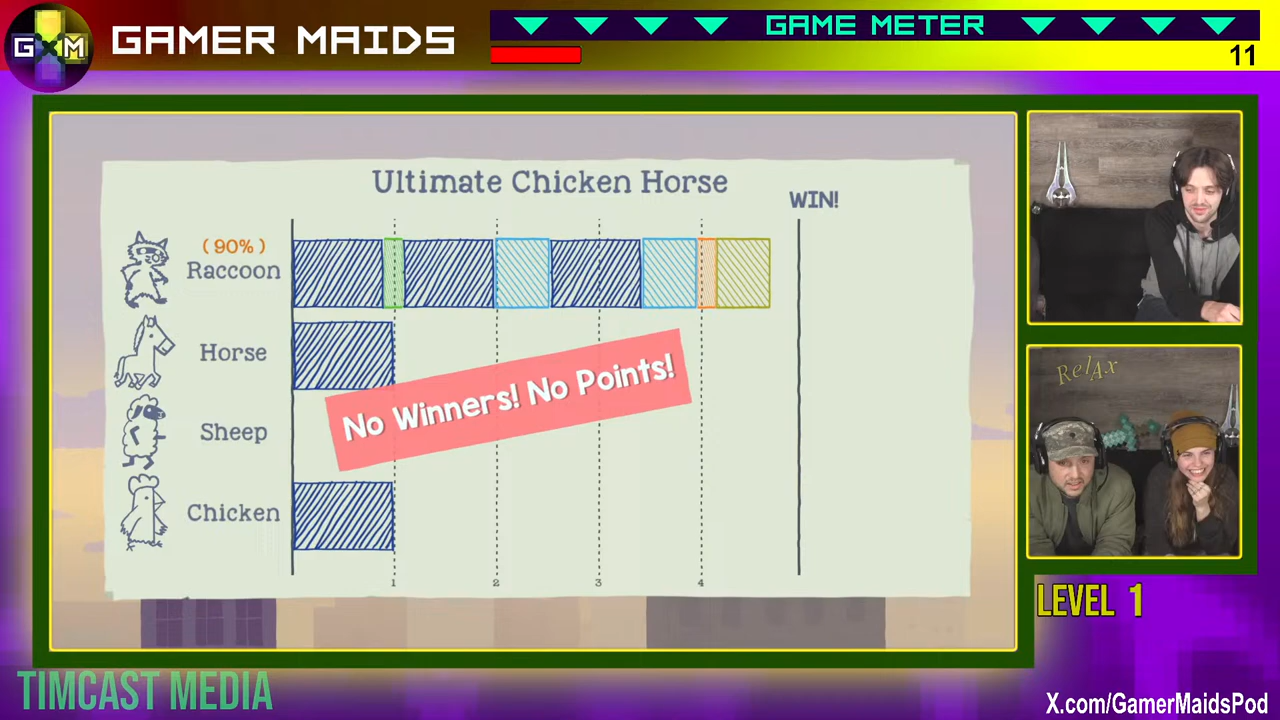 GXM
GAMER MAIDS
GAME METER
11
Ultimate Chicken Horse
WIN!
(90%)
Raccoon
Horse
No Winners! No Points!
Sheep
Chicken
1
2
3
4
RelAx
LEVEL 1
TIMCAST MEDIA
X.com/GamerMaidsPod